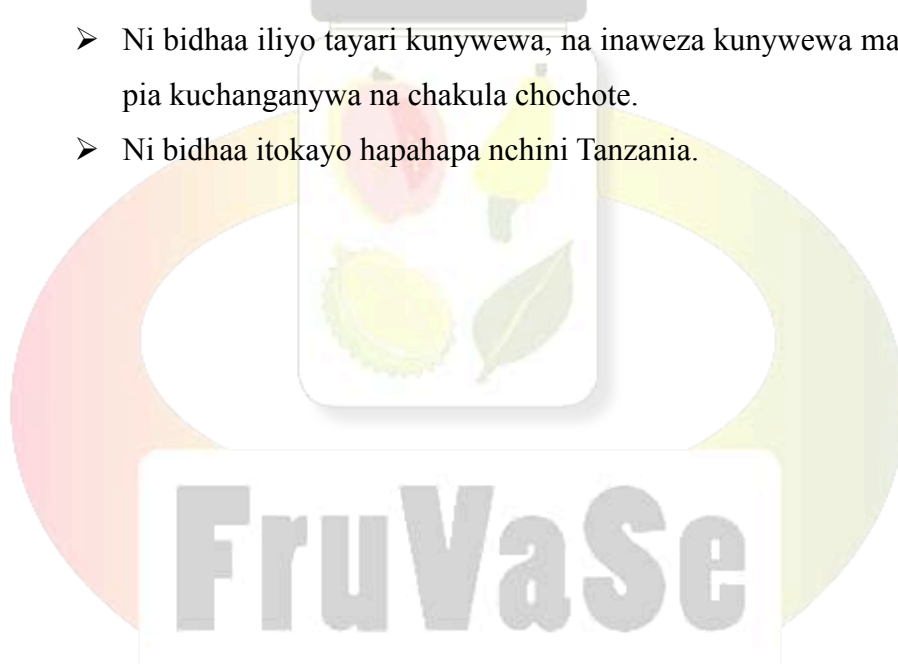 ➢ Ni bidhaa iliyo tayari kunywewa, na inaweza kunywewa ma
pia kuchanganywa na chakula chochote.
➢ Ni bidhaa itokayo hapahapa nchini Tanzania.
FruVaSe